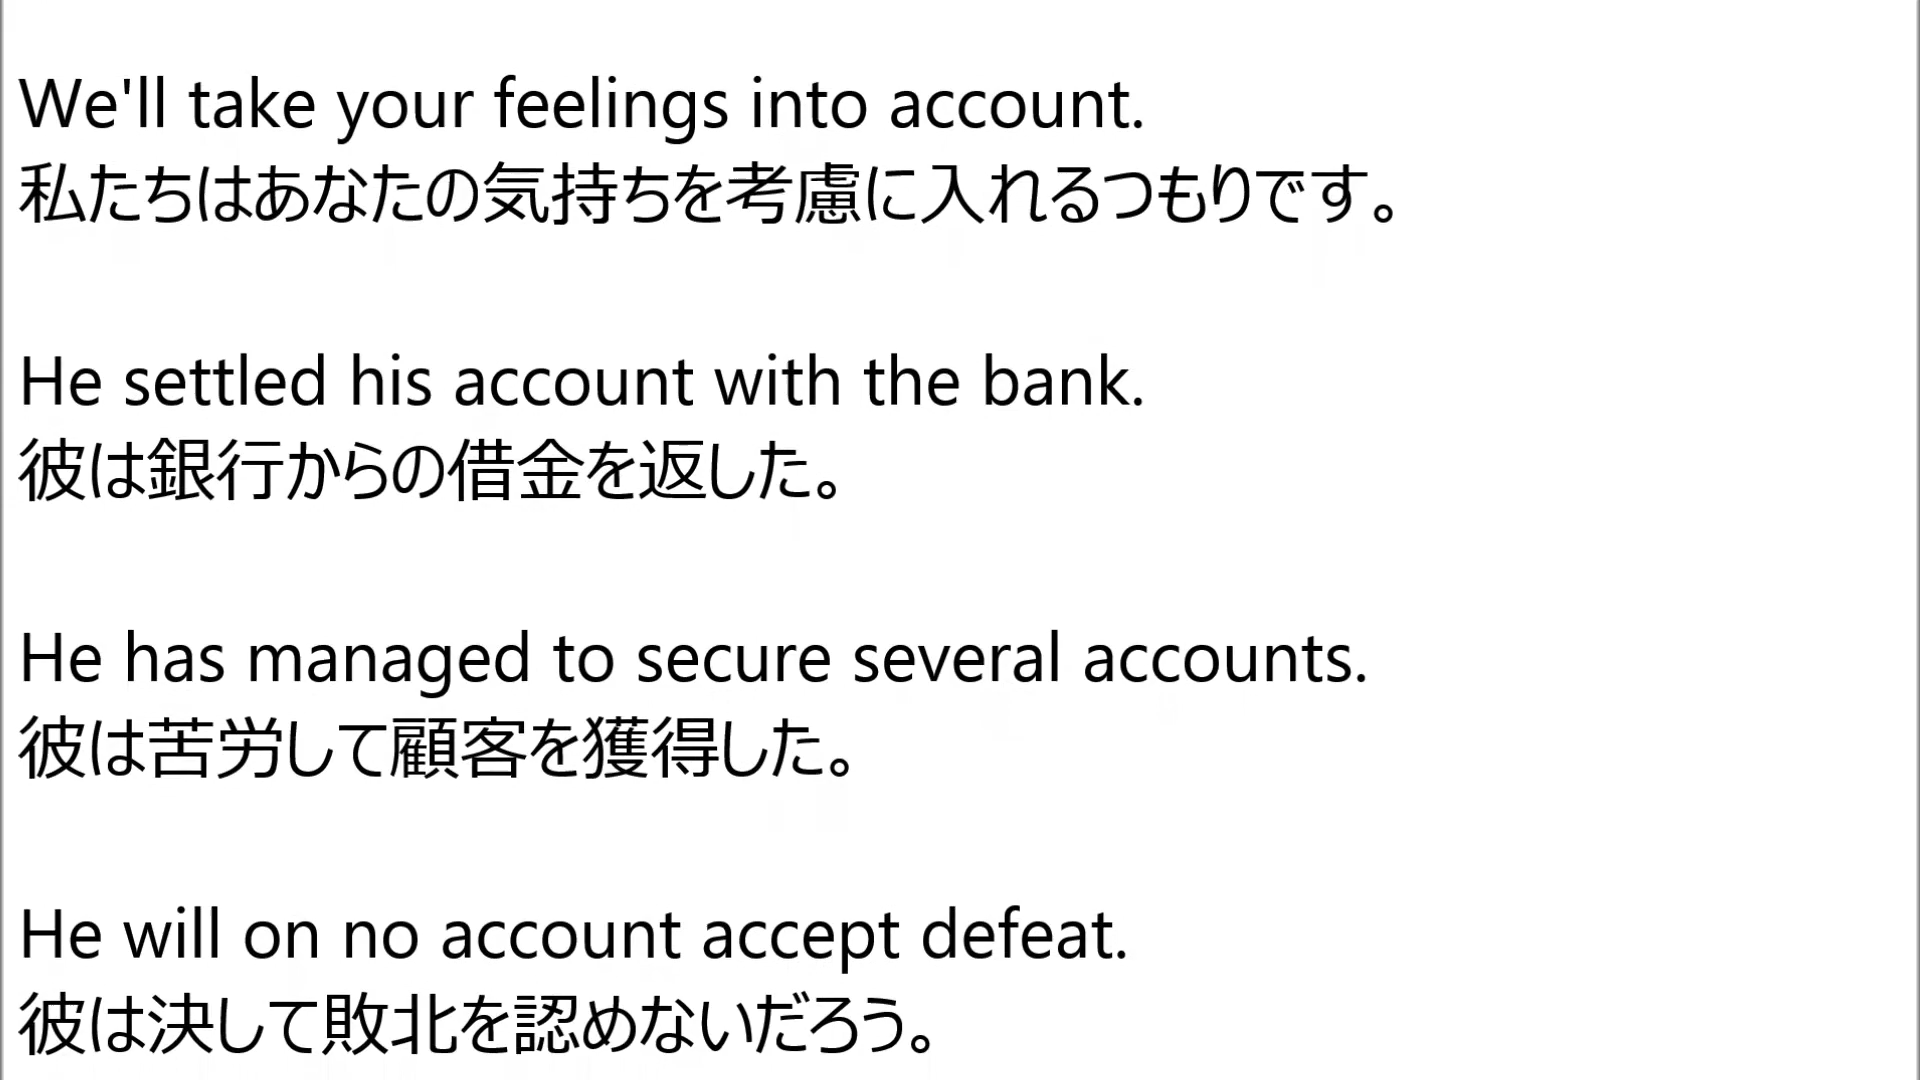 We'll take your feelings into account.
私たちはあなたの気持ちを考慮に入れるつもりです。
He settled his account with the bank.
彼は銀行からの借金を返した。
He has managed to secure several accounts.
彼は苦労して顧客を獲得した。
He will on no account accept defeat.
彼は決して敗北を認めないだろう。